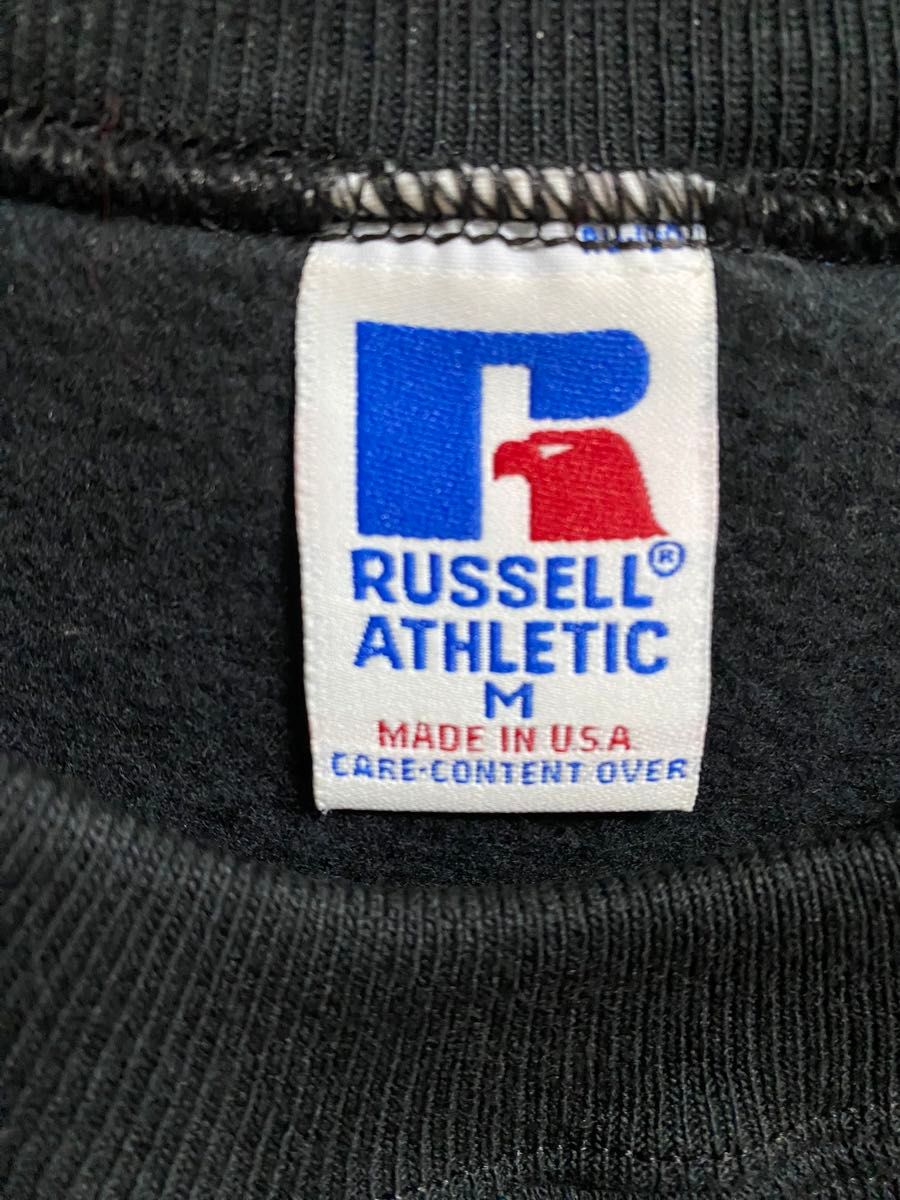 R
RUSSELL®
ATHLETIC
M
MADE IN U.S.A
CARE·CONTENT OVER